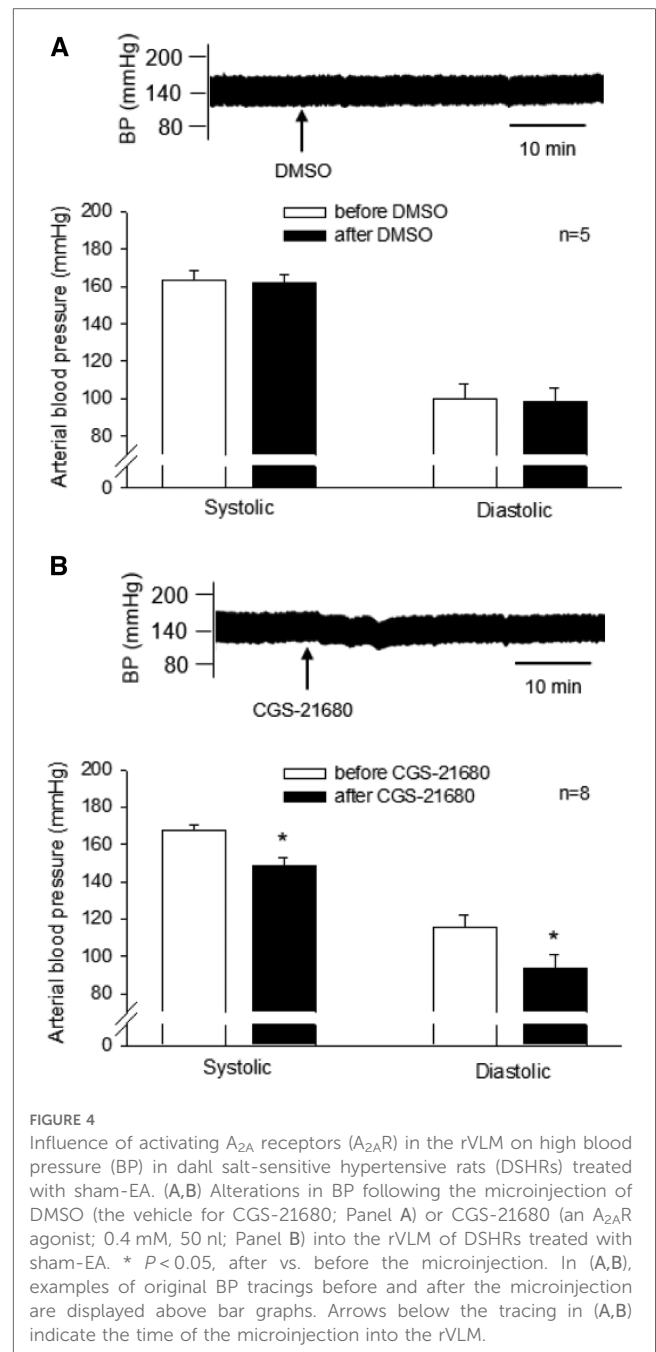 A
BP (mmHg)
200
140
80
DMSO
10 min
Arterial blood pressure (mmHg)
200
180
160
140
120
100
80
0
before DMSO
after DMSO
n=5
Systolic
Diastolic
B
BP (mmHg)
200
140
80
CGS-21680
10 min
Arterial blood pressure (mmHg)
200
180
160
140
120
100
80
0
before CGS-21680
after CGS-21680
n=8
*
*
Systolic
Diastolic
FIGURE 4
Influence of activating A2A receptors (A2AR) in the rVLM on high blood
pressure (BP) in dahl salt-sensitive hypertensive rats (DSHRs) treated
with sham-EA. (A,B) Alterations in BP following the microinjection of
DMSO (the vehicle for CGS-21680; Panel A) or CGS-21680 (an A2AR
agonist; 0.4 mM, 50 nl; Panel B) into the rVLM of DSHRs treated with
sham-EA. * P < 0.05, after vs. before the microinjection. In (A,B),
examples of original BP tracings before and after the microinjection
are displayed above bar graphs. Arrows below the tracing in (A,B)
indicate the time of the microinjection into the rVLM.